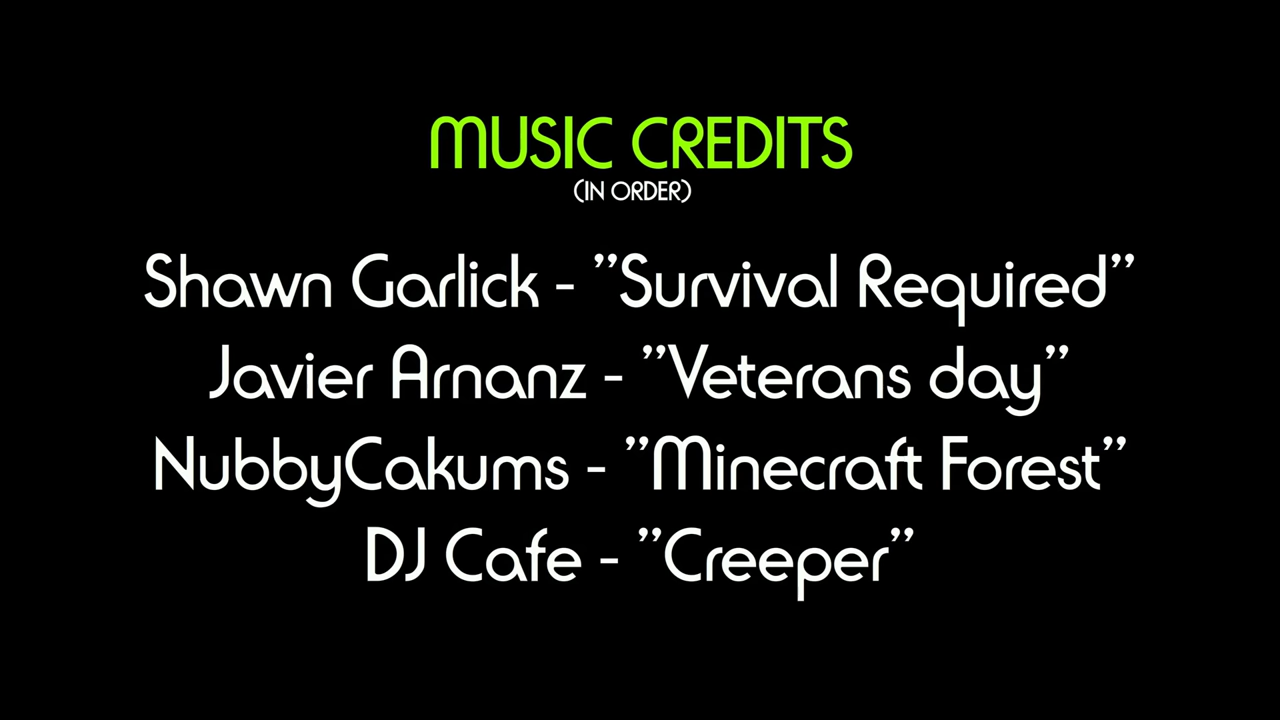 MUSIC CREDITS
(IN ORDER)
Shawn Garlick - ”Survival Required”
Javier Arnanz - ”Veterans day”
NubbyCakums - ”Minecraft Forest”
DJ Cafe - ”Creeper”